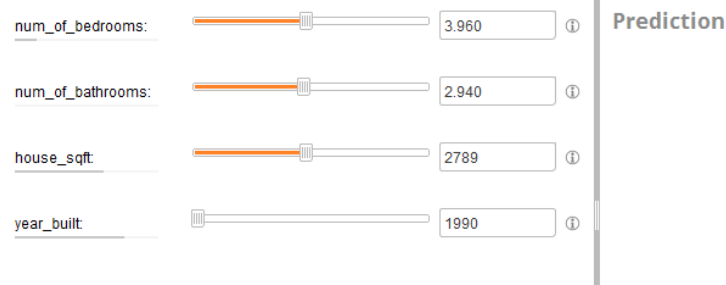 num_of_bedrooms: 3.960 Prediction
num_of_bathrooms: 2.940
house_sqft: 2789
year_built: 1990